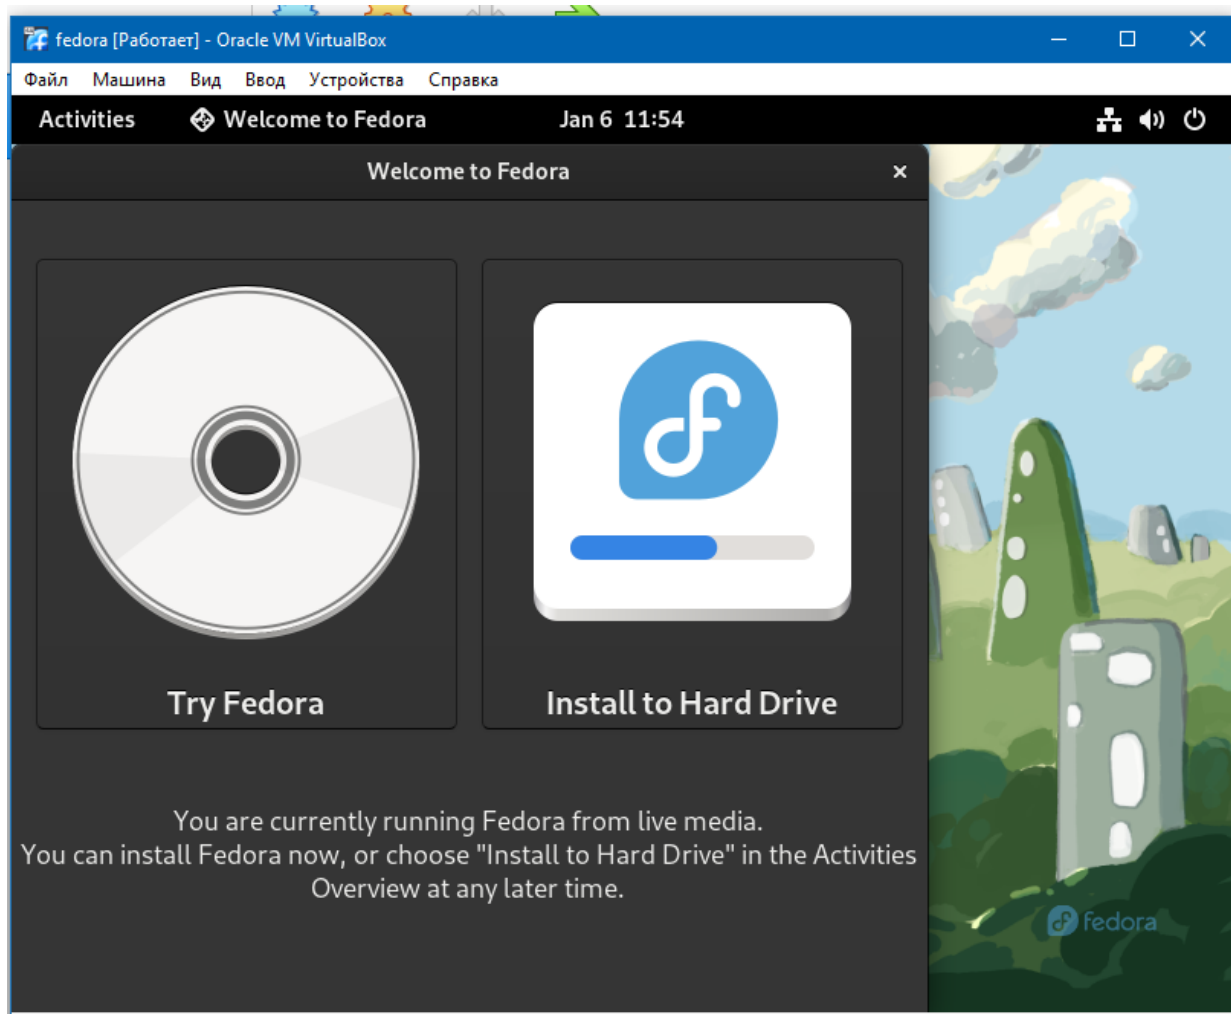 fedora [Работает] - Oracle VM VirtualBox
Файл Машина Вид Ввод Устройства Справка
Activities Welcome to Fedora Jan 6 11:54
Welcome to Fedora
Try Fedora
Install to Hard Drive
You are currently running Fedora from live media.
You can install Fedora now, or choose "Install to Hard Drive" in the Activities
Overview at any later time.
fedora